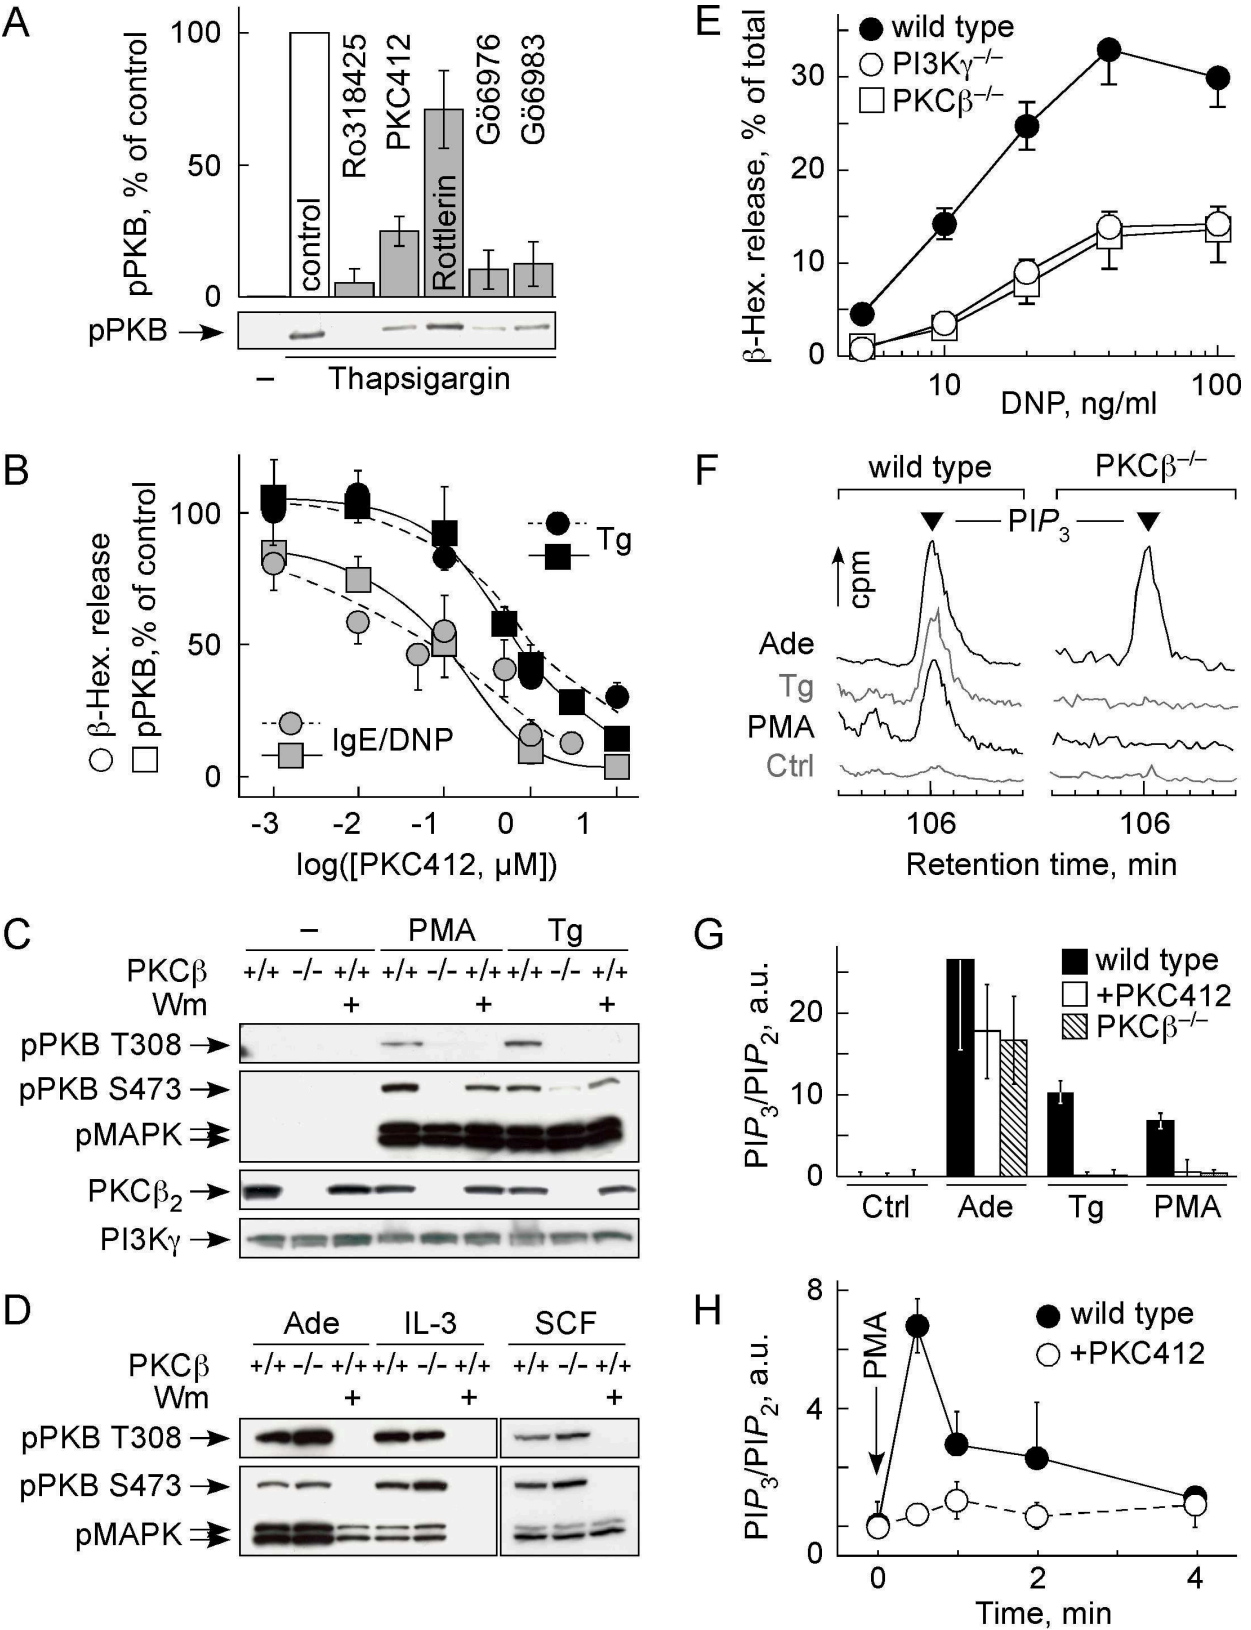 A
pPKB, % of control
100
50
0
control
Ro318425
PKC412
Rottlerin
Gö6976
Gö6983
pPKB
–
Thapsigargin
B
β-Hex. release
pPKB, % of control
100
50
0
Tg
IgE/DNP
-3 -2 -1 0 1
log([PKC412, μM])
C
– PMA Tg
PKCβ +/+ -/- +/+ +/+ -/- +/+ +/+ -/- +/+
Wm + + +
pPKB T308
pPKB S473
pMAPK
PKCβ2
PI3Kγ
D
Ade IL-3 SCF
PKCβ +/+ -/- +/+ +/+ -/- +/+ +/+ -/- +/+
Wm + + +
pPKB T308
pPKB S473
pMAPK
E
β-Hex. release, % of total
30
20
10
0
wild type
PI3Kγ–/–
PKCβ–/–
10 100
DNP, ng/ml
F
wild type PKCβ–/–
PIP3
cpm
Ade
Tg
PMA
Ctrl
106 106
Retention time, min
G
PIP3/PIP2, a.u.
20
10
0
wild type
+PKC412
PKCβ–/–
Ctrl Ade Tg PMA
H
PIP3/PIP2, a.u.
8
4
0
PMA
wild type
+PKC412
0 2 4
Time, min